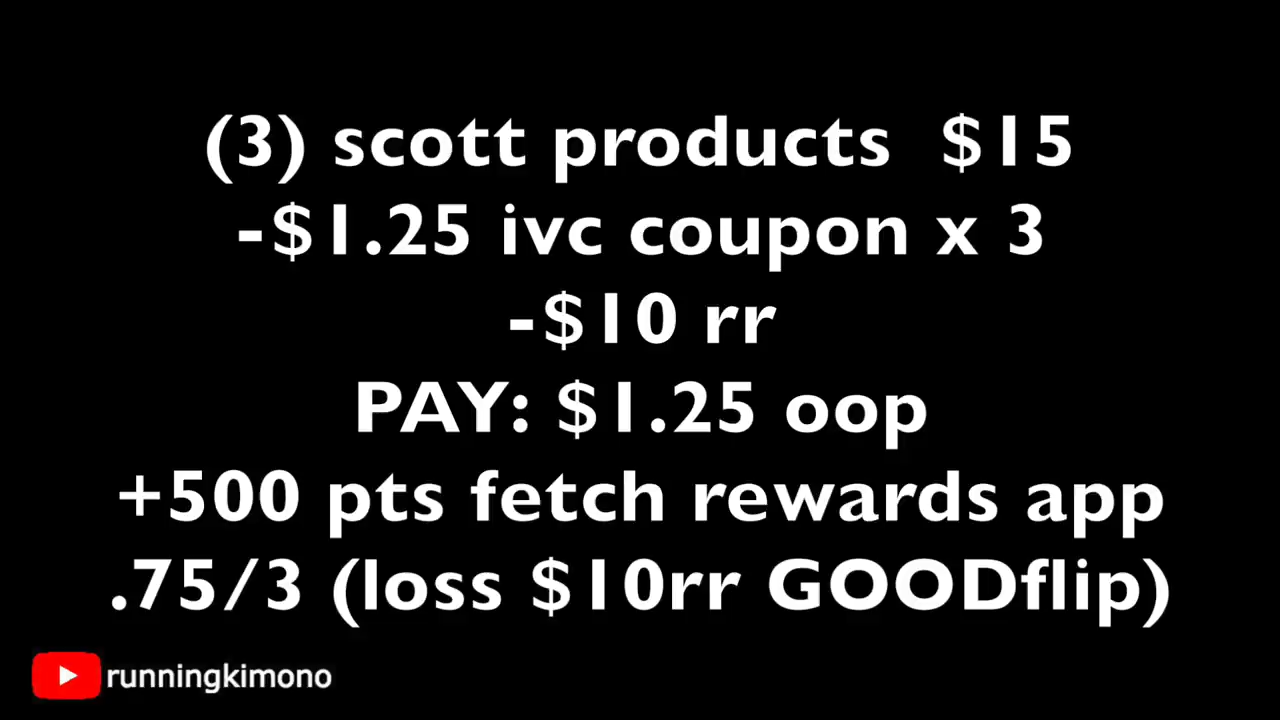 (3) scott products $15
-$1.25 ivc coupon x 3
-$10 rr
PAY: $1.25 oop
+500 pts fetch rewards app
.75/3 (loss $10rr GOODflip)
runningkimono